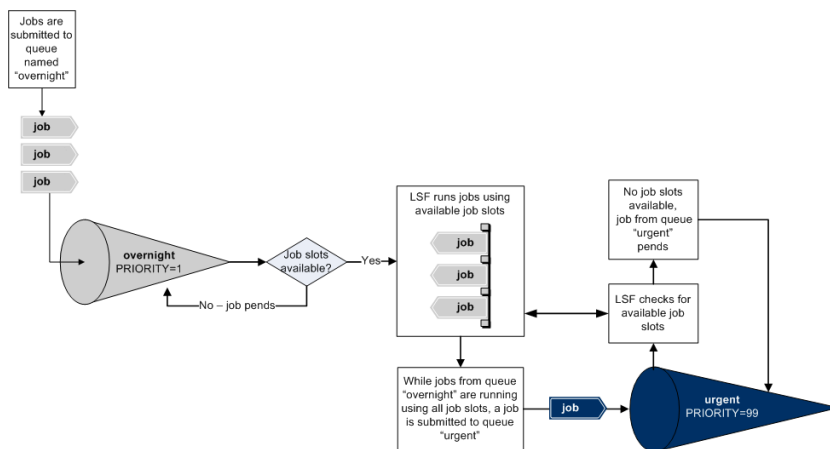 Jobs are
submitted to
queue
named
“overnight”
job
job
job
overnight
PRIORITY=1
Job slots
available?
Yes
No – job pends
LSF runs jobs using
available job slots
job
job
job
While jobs from queue
“overnight” are running
using all job slots, a job
is submitted to queue
“urgent”
job
urgent
PRIORITY=99
LSF checks for
available job
slots
No job slots
available,
job from queue
“urgent”
pends